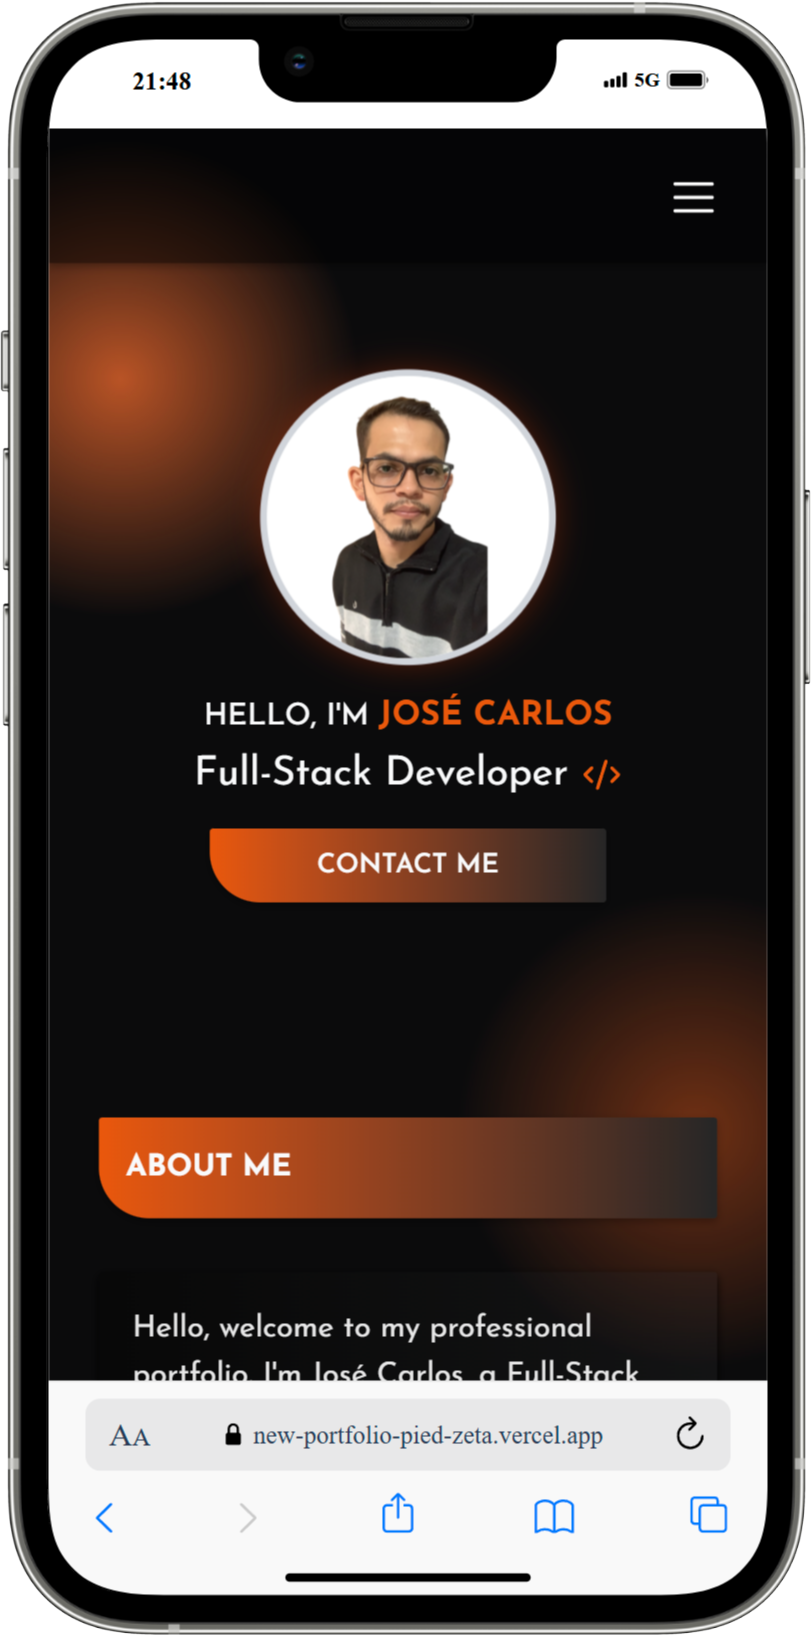 21:48 5G
HELLO, I'M JOSÉ CARLOS
Full-Stack Developer </>
CONTACT ME
ABOUT ME
Hello, welcome to my professional
portfolio. I'm José Carlos, a Full-Stack
AA new-portfolio-pied-zeta.vercel.app